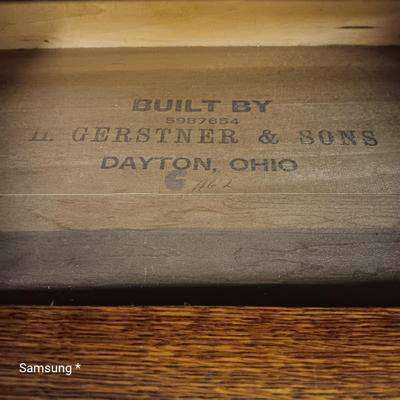 BUILT BY
5987654
H. GERSTNER & SONS
DAYTON, OHIO
Samsung *